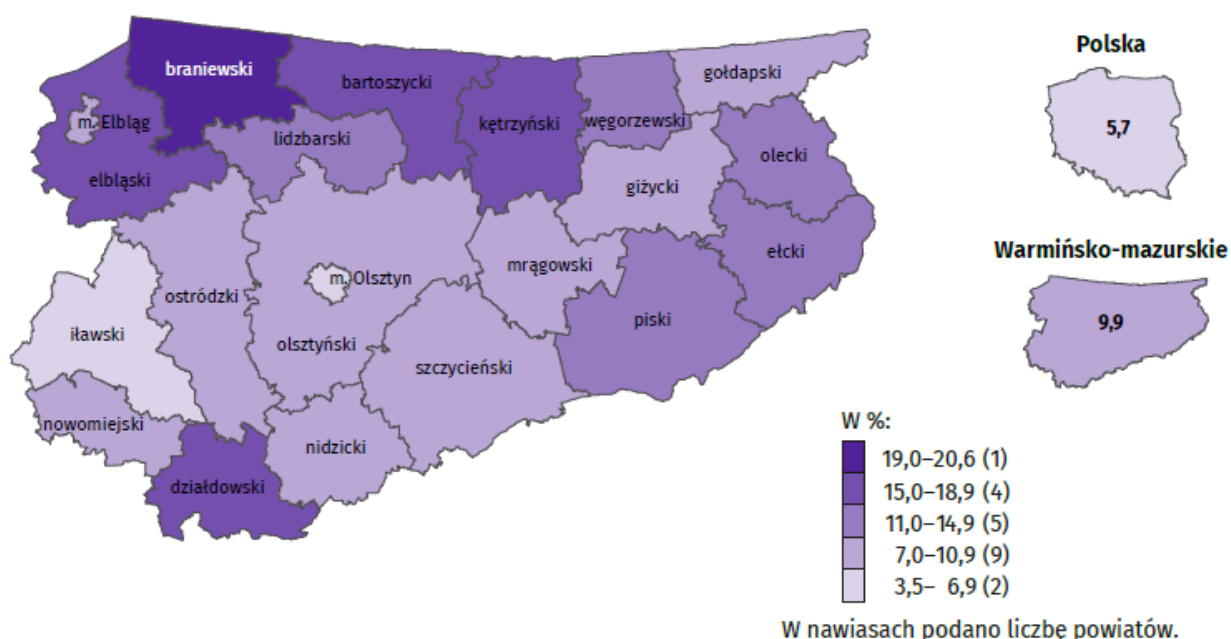 braniewski
bartoszycki
gołdapski
m. Elbląg
kętrzyński
węgorzewski
lidzbarski
olecki
elbląski
giżycki
ełcki
mrągowski
m. Olsztyn
ostródzki
piski
iławski
olsztyński
szczycieński
nowomiejski
nidzicki
działdowski
Polska
5,7
Warmińsko-mazurskie
9,9
W %:
19,0–20,6 (1)
15,0–18,9 (4)
11,0–14,9 (5)
7,0–10,9 (9)
3,5– 6,9 (2)
W nawiasach podano liczbę powiatów.